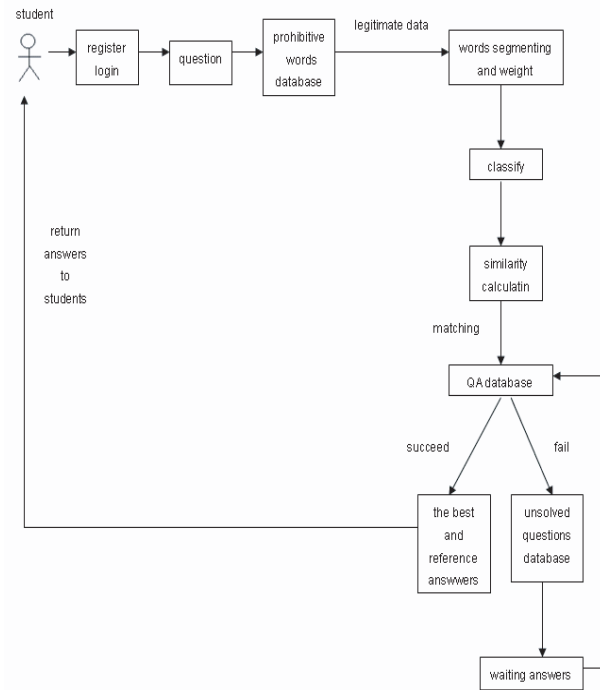 student
register
login
question
prohibitive
words
database
legitimate data
words segmenting
and weight
classify
similarity
calculatin
matching
QA database
succeed
fail
the best
and
reference
answwers
unsolved
questions
database
waiting answers
return
answers
to
students